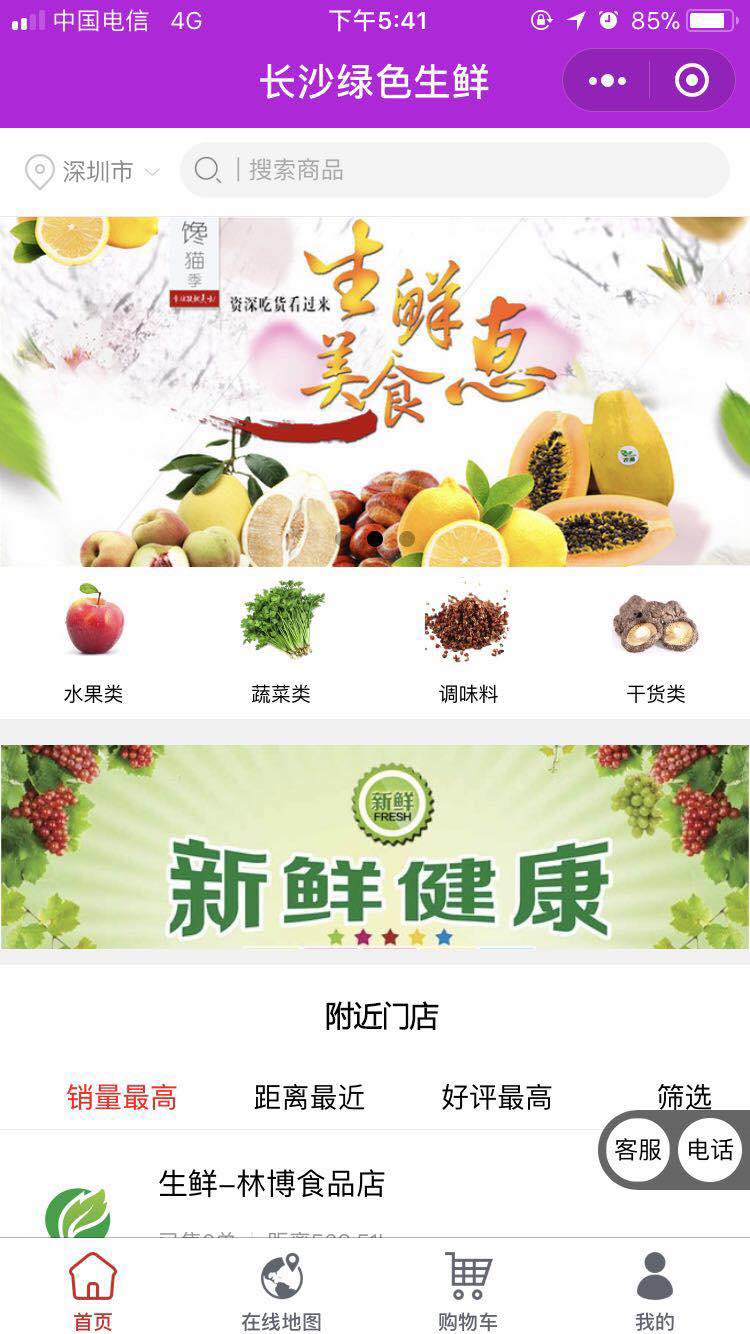 中国电信 4G 下午5:41 85%
长沙绿色生鲜
深圳市 搜索商品
馋猫季
资深吃货看过来
生鲜
美食惠
水果类 蔬菜类 调味料 干货类
新鲜
FRESH
新鲜健康
附近门店
销量最高 距离最近 好评最高 筛选
客服 电话
生鲜–林博食品店
首页 在线地图 购物车 我的